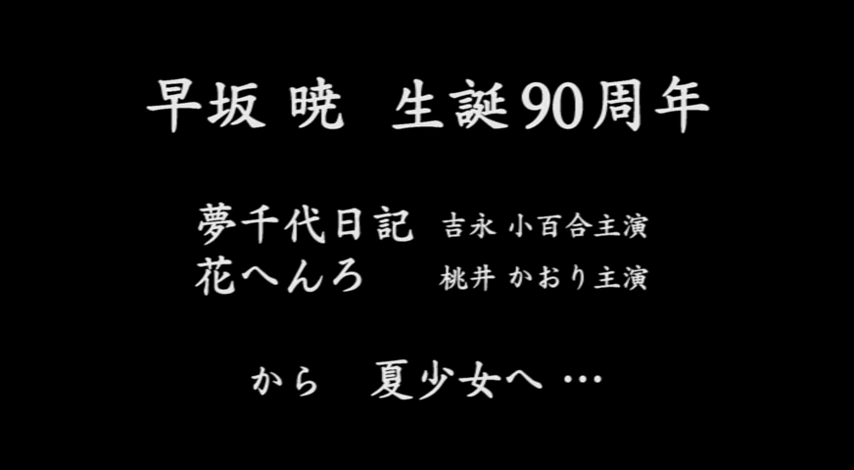 早坂 暁 生誕90周年
夢千代日記 吉永 小百合主演
花へんろ 桃井 かおり主演
から 夏少女へ …